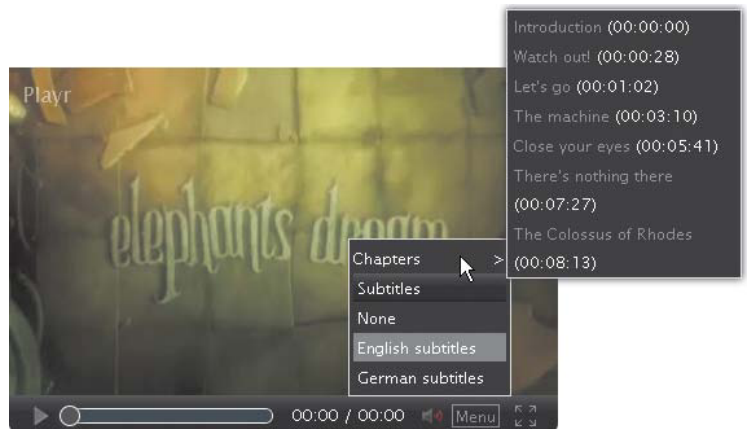 Introduction (00:00:00)
Watch out! (00:00:28)
Let's go (00:01:02)
The machine (00:03:10)
Close your eyes (00:05:41)
There's nothing there
(00:07:27)
The Colossus of Rhodes
(00:08:13)
Playr
elephants dream
Chapters >
Subtitles
None
English subtitles
German subtitles
00:00 / 00:00 Menu